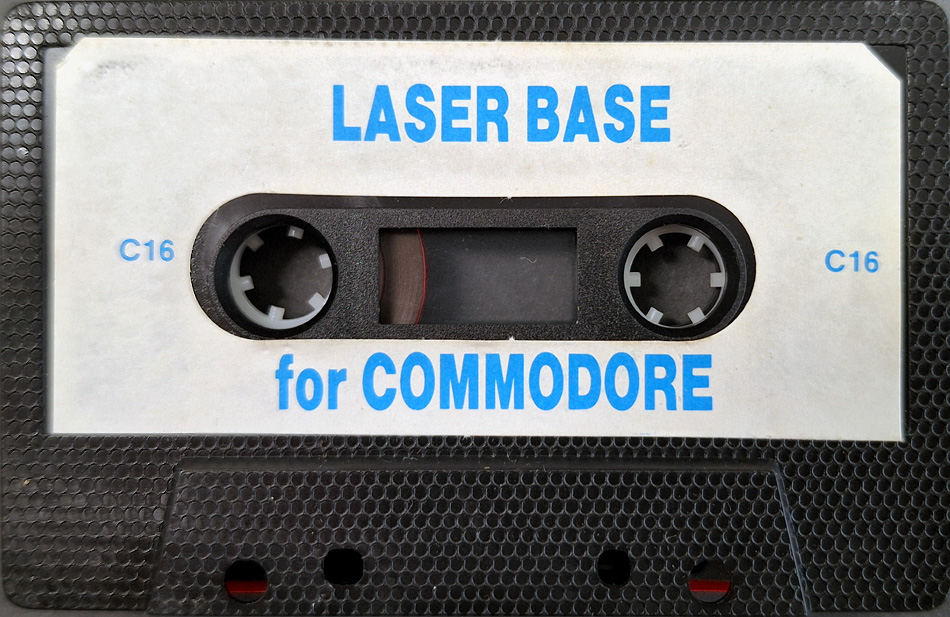 LASER BASE
C16
C16
for COMMODORE